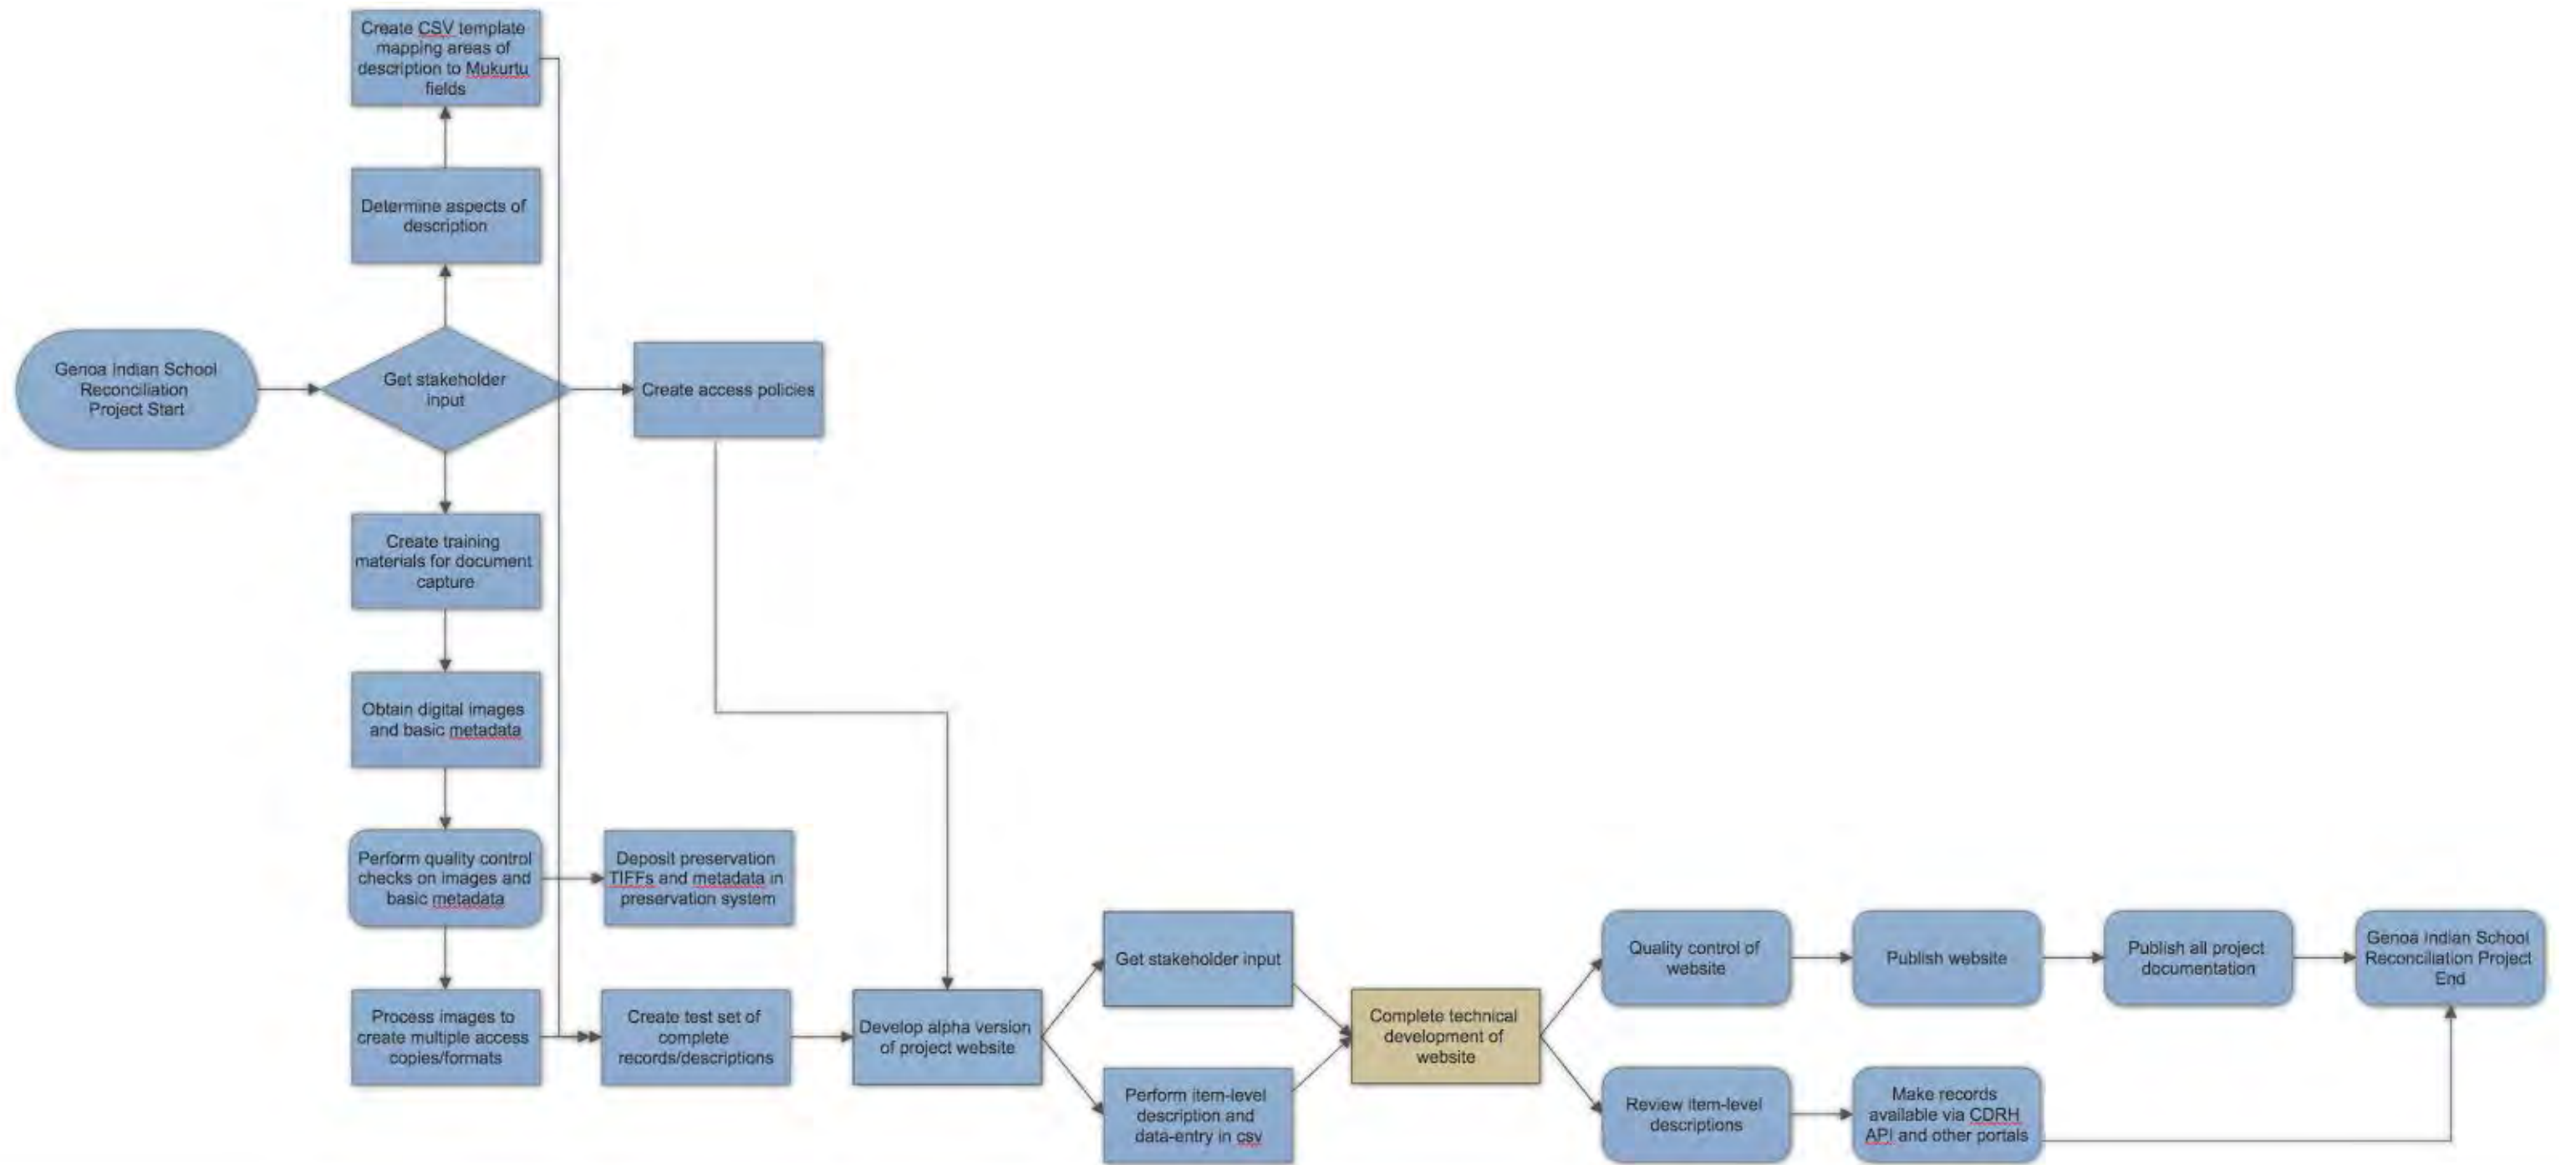 Create CSV template
mapping areas of
description to Mukurtu
fields
Determine aspects of
description
Genoa Indian School
Reconciliation
Project Start
Get stakeholder
input
Create access policies
Create training
materials for document
capture
Obtain digital images
and basic metadata
Perform quality control
checks on images and
basic metadata
Deposit preservation
TIFFs and metadata in
preservation system
Process images to
create multiple access
copies/formats
Create test set of
complete
records/descriptions
Develop alpha version
of project website
Get stakeholder input
Perform item-level
description and
data-entry in csv
Complete technical
development of
website
Quality control of
website
Publish website
Publish all project
documentation
Genoa Indian School
Reconciliation Project
End
Review item-level
descriptions
Make records
available via CDRH
API and other portals